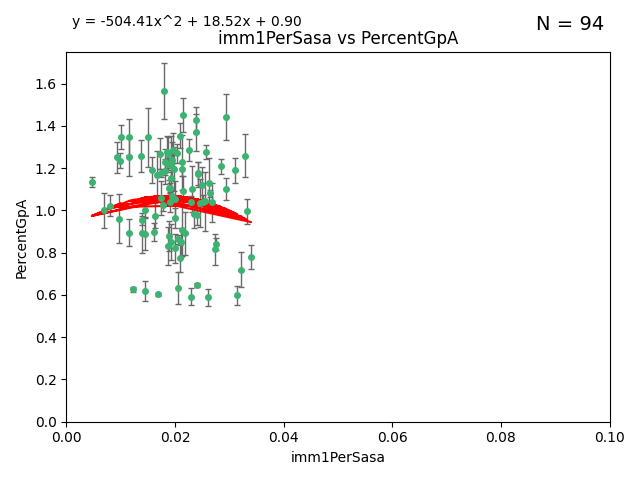 y = -504.41x^2 + 18.52x + 0.90
N = 94
imm1PerSasa vs PercentGpA
PercentGpA
1.6
1.4
1.2
1.0
0.8
0.6
0.4
0.2
0.0
0.00 0.02 0.04 0.06 0.08 0.10
imm1PerSasa